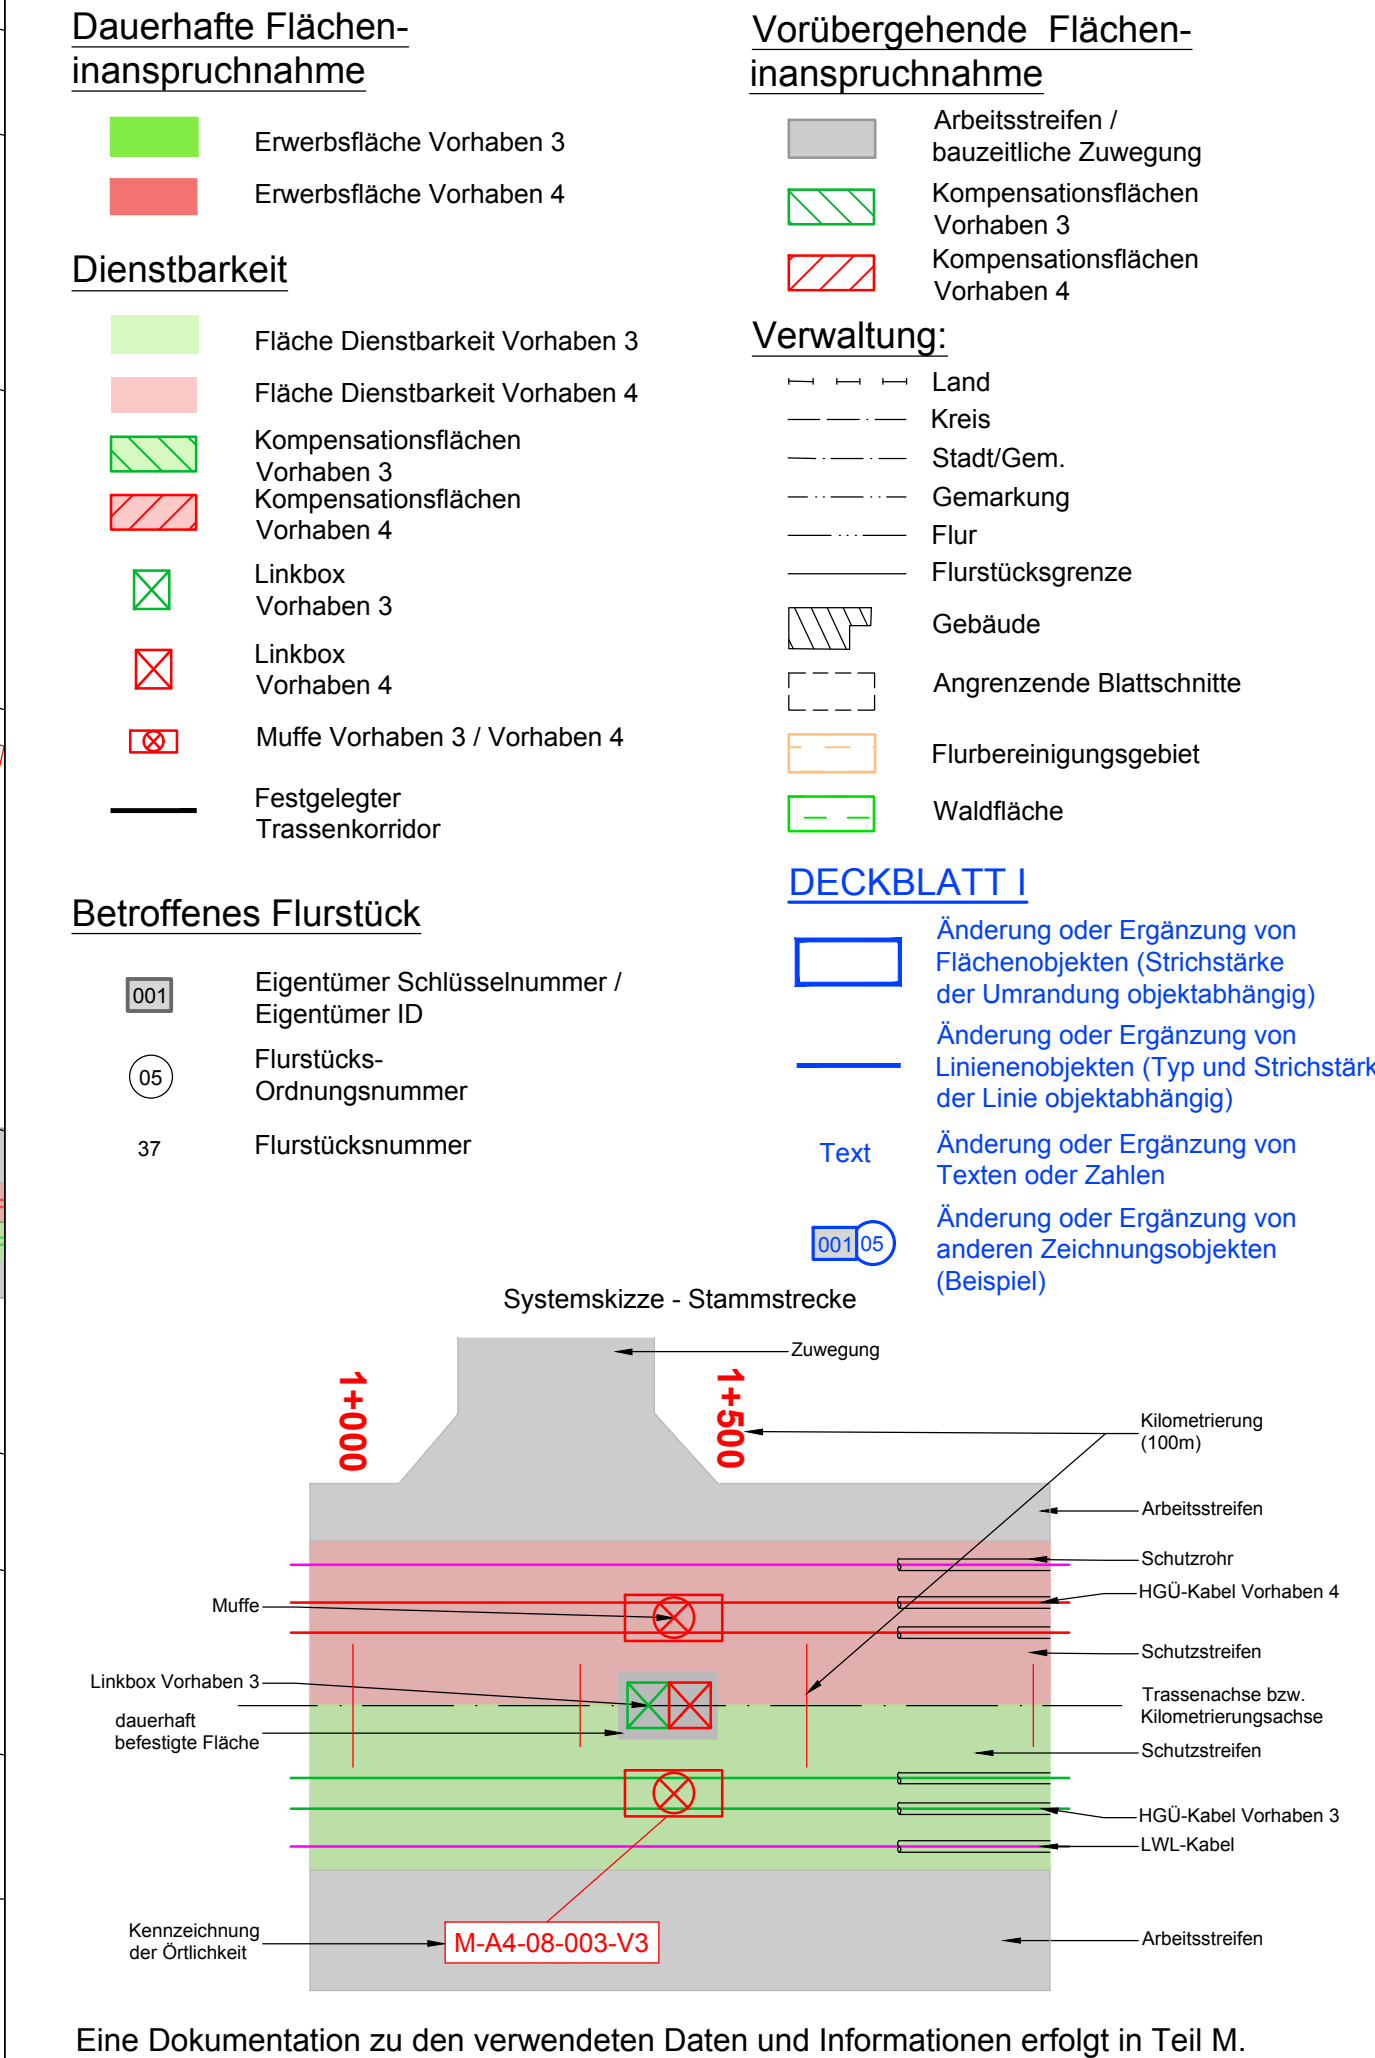 Dauerhafte Flächen-
inanspruchnahme
Erwerbsfläche Vorhaben 3
Erwerbsfläche Vorhaben 4
Dienstbarkeit
Fläche Dienstbarkeit Vorhaben 3
Fläche Dienstbarkeit Vorhaben 4
Kompensationsflächen
Vorhaben 3
Kompensationsflächen
Vorhaben 4
Linkbox
Vorhaben 3
Linkbox
Vorhaben 4
Muffe Vorhaben 3 / Vorhaben 4
Festgelegter
Trassenkorridor
Betroffenes Flurstück
001
Eigentümer Schlüsselnummer /
Eigentümer ID
05
Flurstücks-
Ordnungsnummer
37
Flurstücksnummer
Vorübergehende Flächen-
inanspruchnahme
Arbeitsstreifen /
bauzeitliche Zuwegung
Kompensationsflächen
Vorhaben 3
Kompensationsflächen
Vorhaben 4
Verwaltung:
Land
Kreis
Stadt/Gem.
Gemarkung
Flur
Flurstücksgrenze
Gebäude
Angrenzende Blattschnitte
Flurbereinigungsgebiet
Waldfläche
DECKBLATT I
Änderung oder Ergänzung von
Flächenobjekten (Strichstärke
der Umrandung objektabhängig)
Änderung oder Ergänzung von
Linienenobjekten (Typ und Strichstärk
der Linie objektabhängig)
Text
Änderung oder Ergänzung von
Texten oder Zahlen
001 05
Änderung oder Ergänzung von
anderen Zeichnungsobjekten
(Beispiel)
Systemskizze - Stammstrecke
Zuwegung
1+000
1+500
Kilometrierung
(100m)
Arbeitsstreifen
Schutzrohr
HGÜ-Kabel Vorhaben 4
Muffe
Schutzstreifen
Linkbox Vorhaben 3
Trassenachse bzw.
Kilometrierungsachse
dauerhaft
befestigte Fläche
Schutzstreifen
HGÜ-Kabel Vorhaben 3
LWL-Kabel
Kennzeichnung
der Örtlichkeit
M-A4-08-003-V3
Arbeitsstreifen
Eine Dokumentation zu den verwendeten Daten und Informationen erfolgt in Teil M.